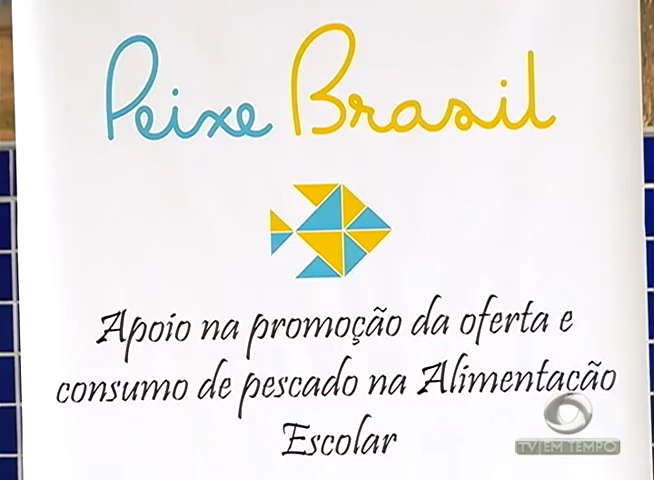 Peixe Brasil
Apoio na promoção da oferta e
consumo de pescado na Alimentação
Escolar
TV EM TEMPO